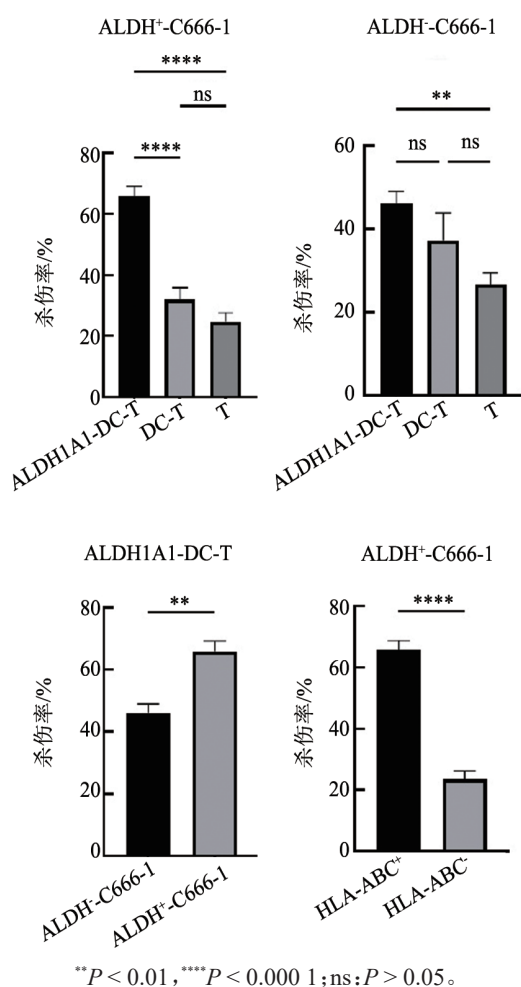 ALDH⁺-C666-1
****
ns
****
80
60
40
20
0
杀伤率/%
ALDH1A1-DC-T
DC-T
T
ALDH⁻-C666-1
**
ns
ns
60
40
20
0
杀伤率/%
ALDH1A1-DC-T
DC-T
T
ALDH1A1-DC-T
**
80
60
40
20
0
杀伤率/%
ALDH⁻-C666-1
ALDH⁺-C666-1
ALDH⁺-C666-1
****
80
60
40
20
0
杀伤率/%
HLA-ABC⁺
HLA-ABC⁻
**P < 0.01,****P < 0.000 1;ns:P > 0.05。